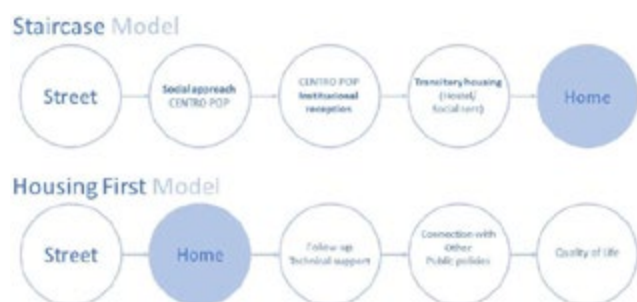 Staircase Model
Street
Social approach
CENTRO POP
CENTRO POP
Institutional
reception
Transitory housing
(Hostel/
Social rent)
Home
Housing First Model
Street
Home
Follow-up
Technical support
Connection with
Other
Public policies
Quality of Life